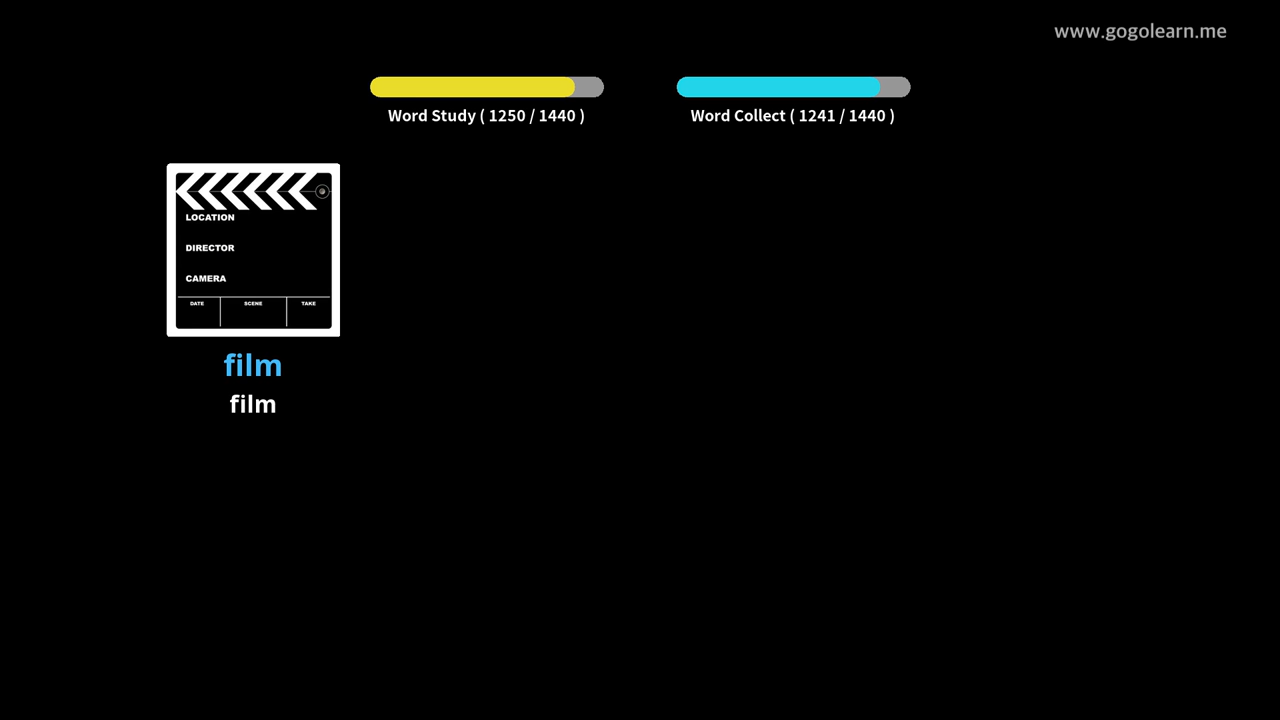 www.gogolearn.me
Word Study ( 1250 / 1440 )
Word Collect ( 1241 / 1440 )
LOCATION
DIRECTOR
CAMERA
DATE SCENE TAKE
film
film